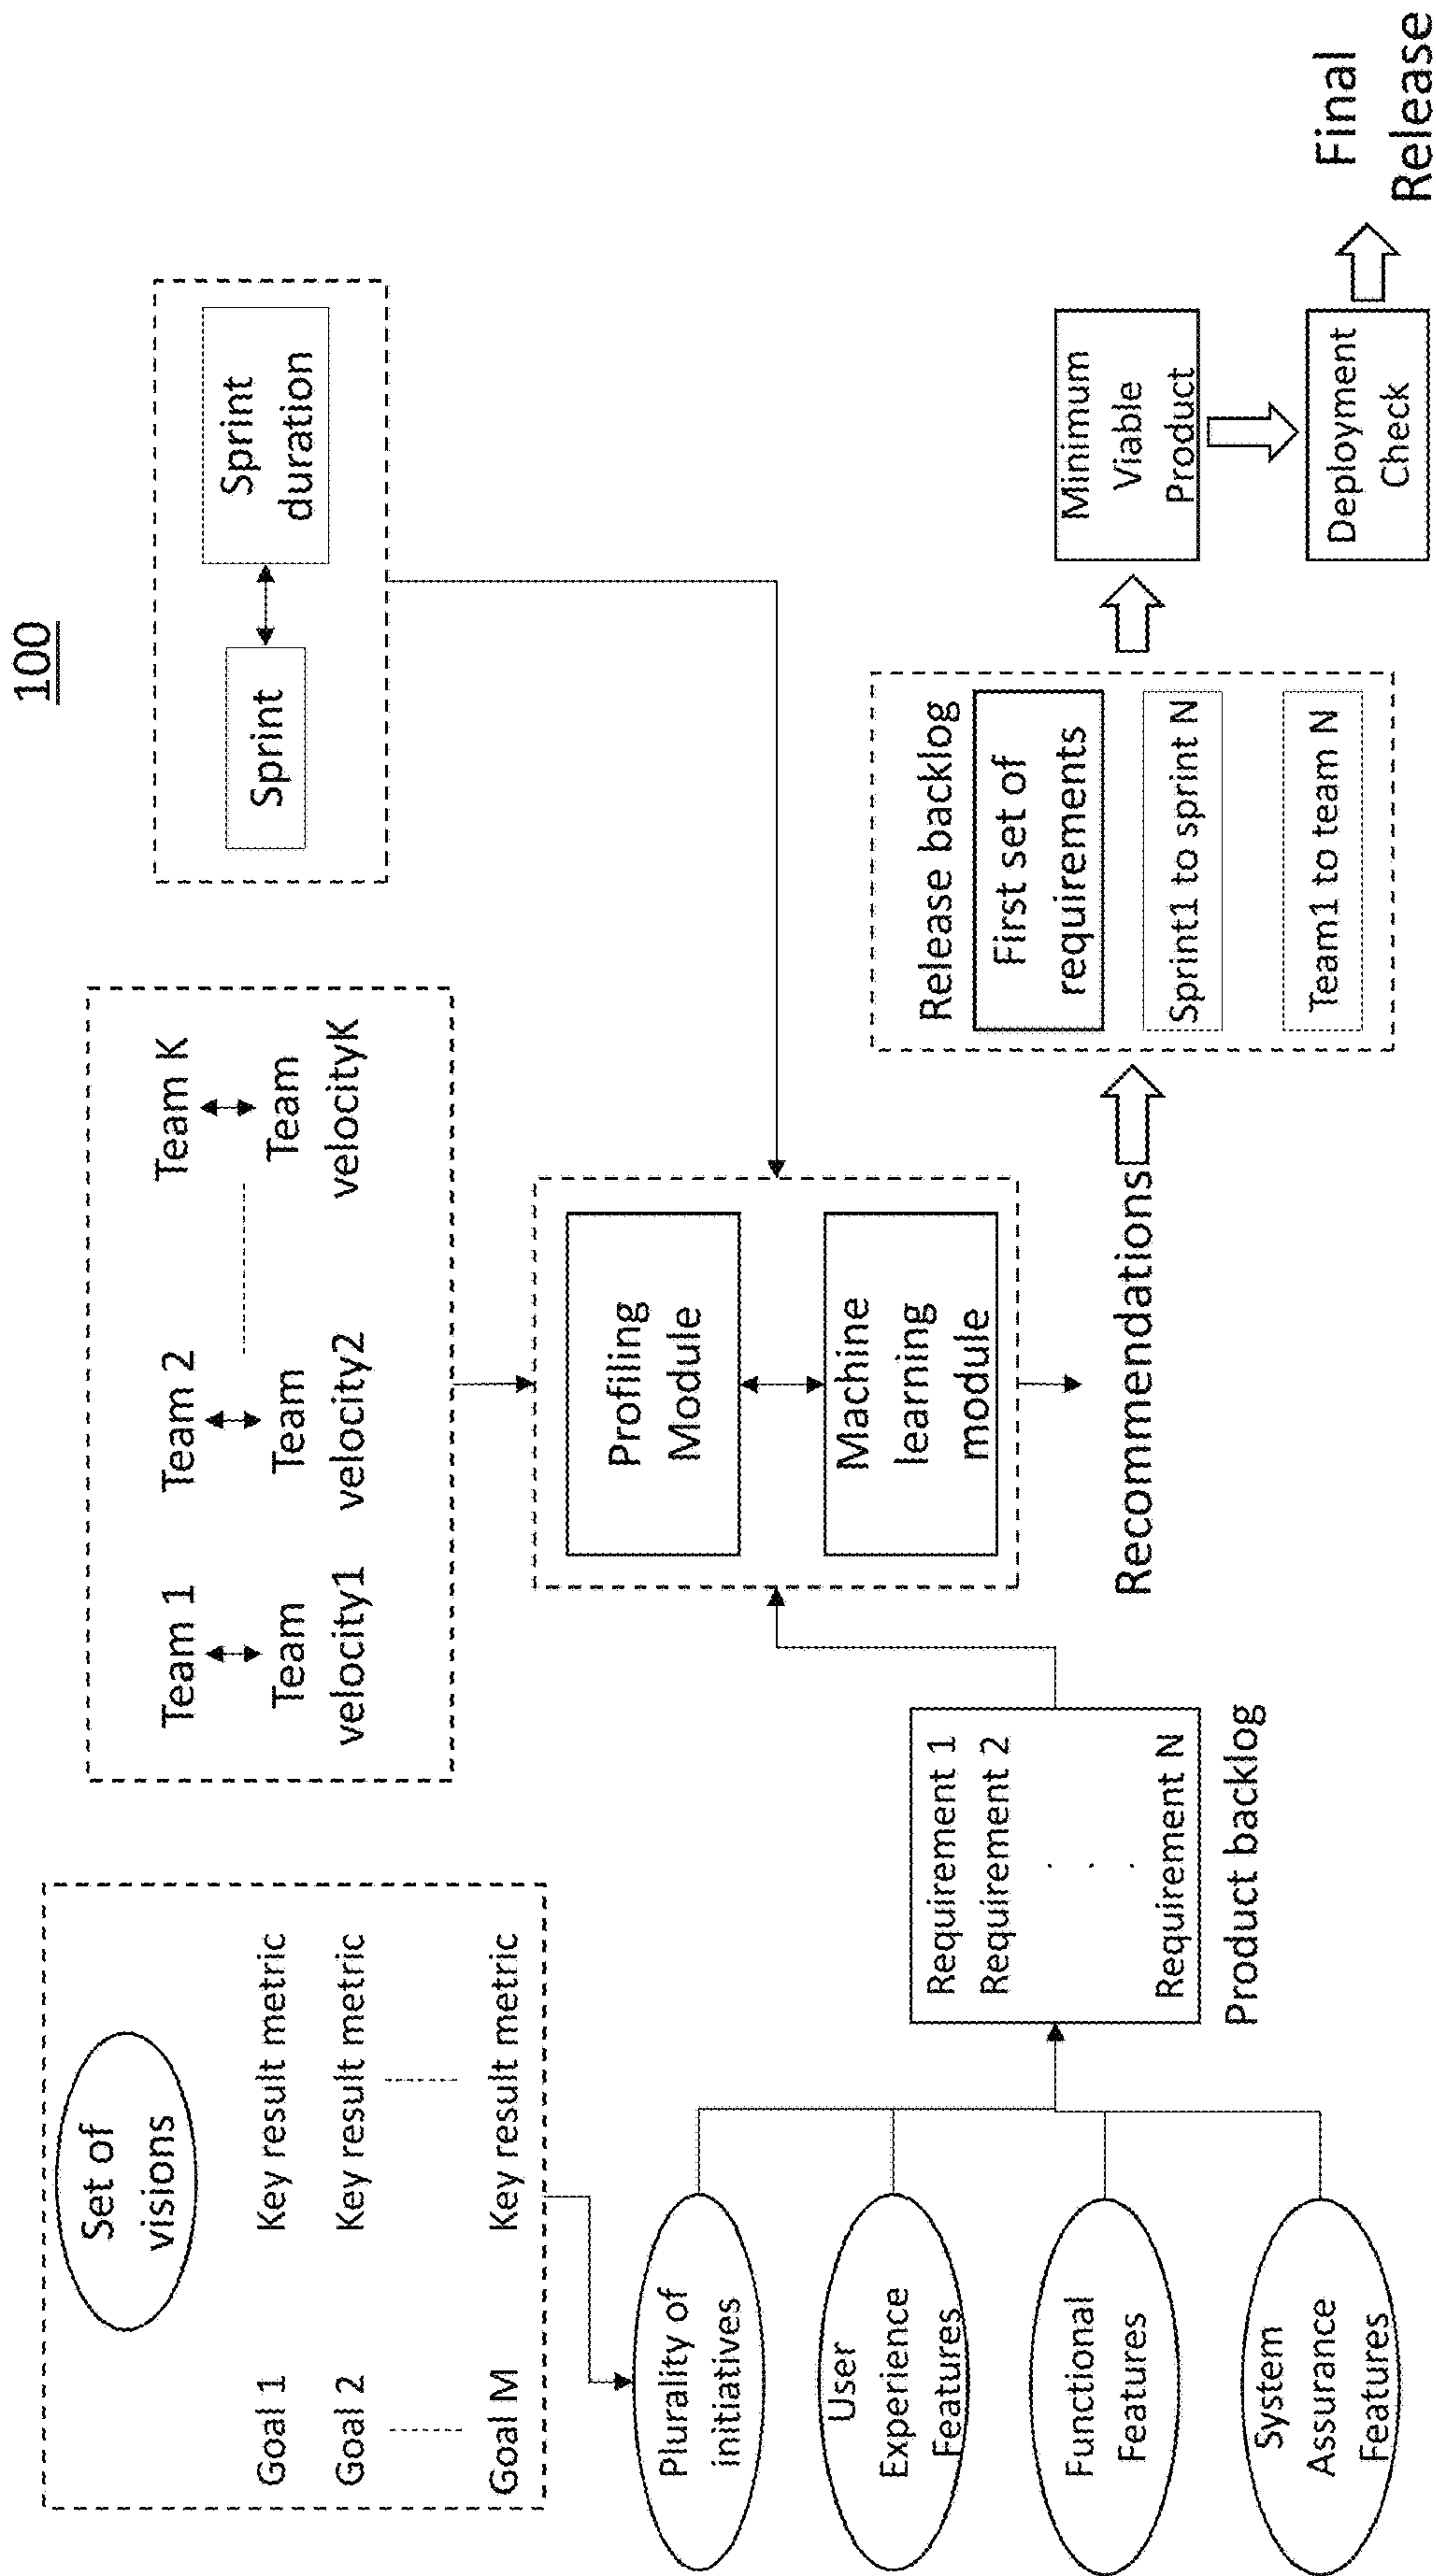 100
Set of
visions
Goal 1
Key result metric
Goal 2
Key result metric
Goal M
Key result metric
Team 1
Team
velocity1
Team 2
Team
velocity2
Team K
Team
velocityK
Sprint
Sprint
duration
Plurality of
initiatives
User
Experience
Features
Functional
Features
System
Assurance
Features
Requirement 1
Requirement 2
Requirement N
Product backlog
Profiling
Module
Machine
learning
module
Recommendations
Release backlog
First set of
requirements
Sprint1 to sprint N
Team1 to team N
Minimum
Viable
Product
Deployment
Check
Final
Release